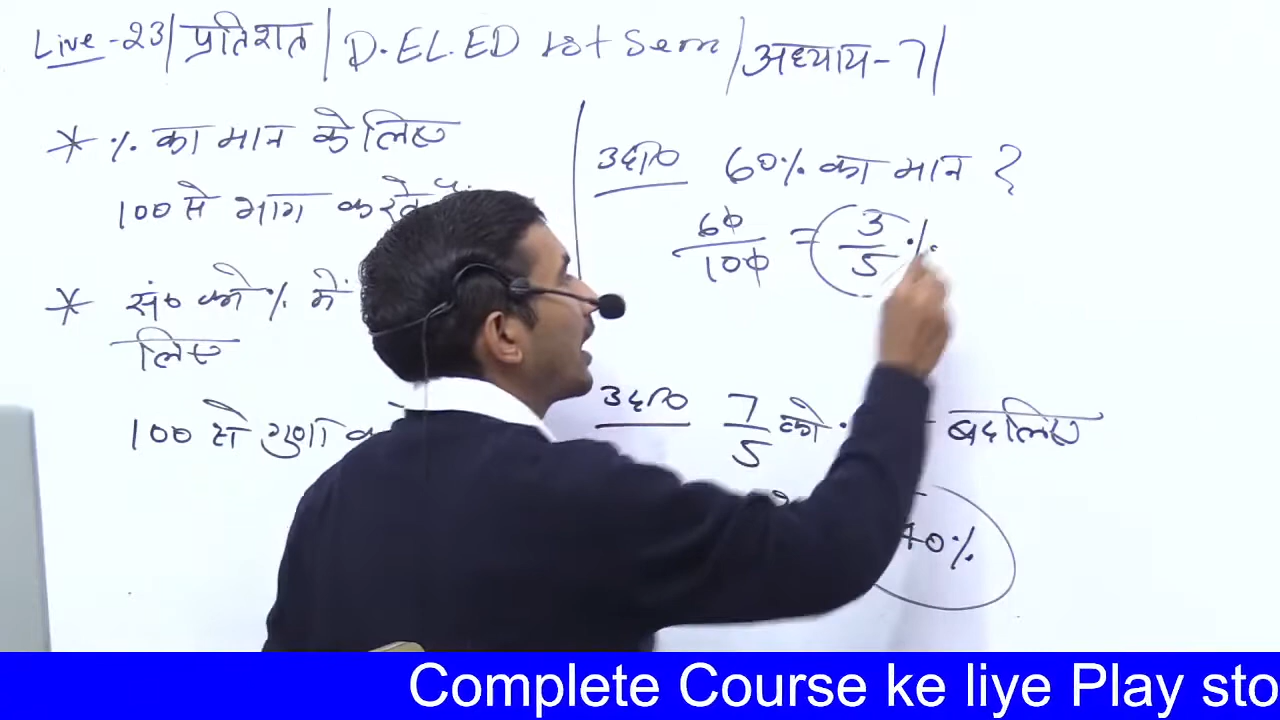 Live-23|प्रतिशत|D.EL.ED 1st Sem|अध्याय-7|
* % का मान के लिए
100 से भाग करते
* सं० को % में
लिए
100 से गुणा
उदा० 60% का मान ?
60/100 = 3/5 %
उदा० 7/5 को बदलिए
40%
Complete Course ke liye Play sto